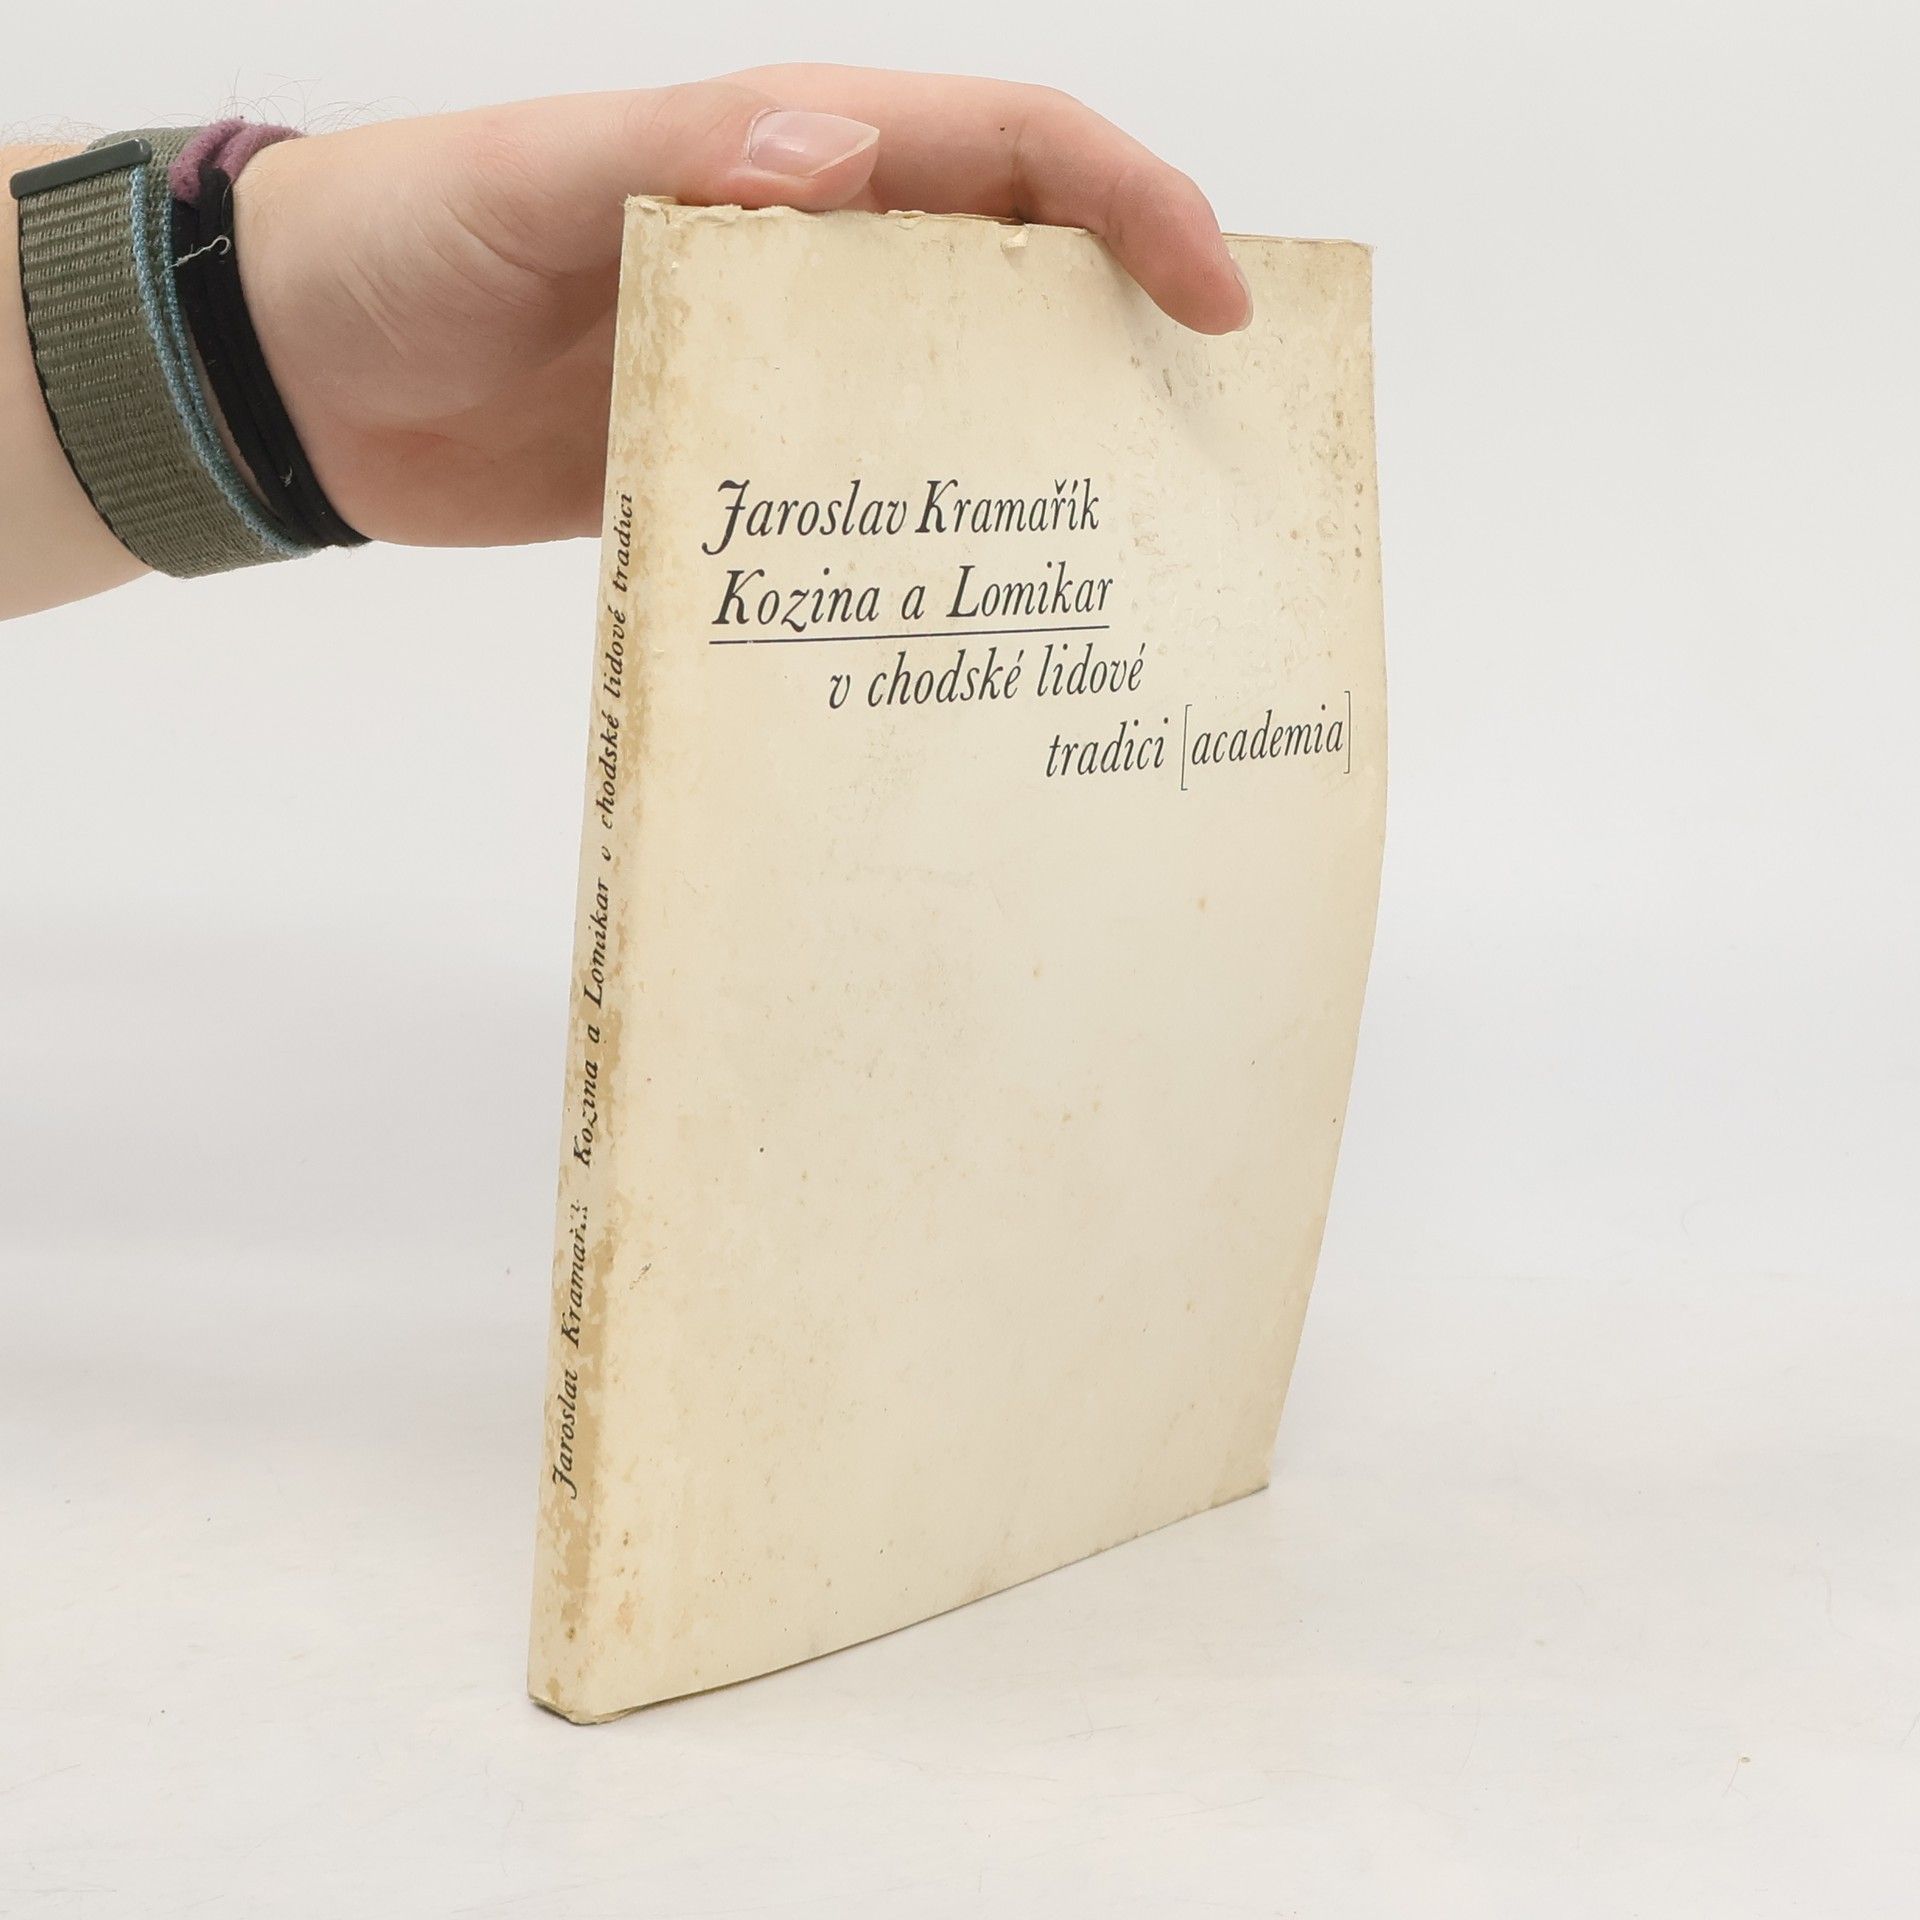 Jaroslav Kramařík
Kozina a Lomikar
v chodské lidové
tradici [academia]
Jaroslav Kramařík Kozina a Lomikar v chodské lidové tradici